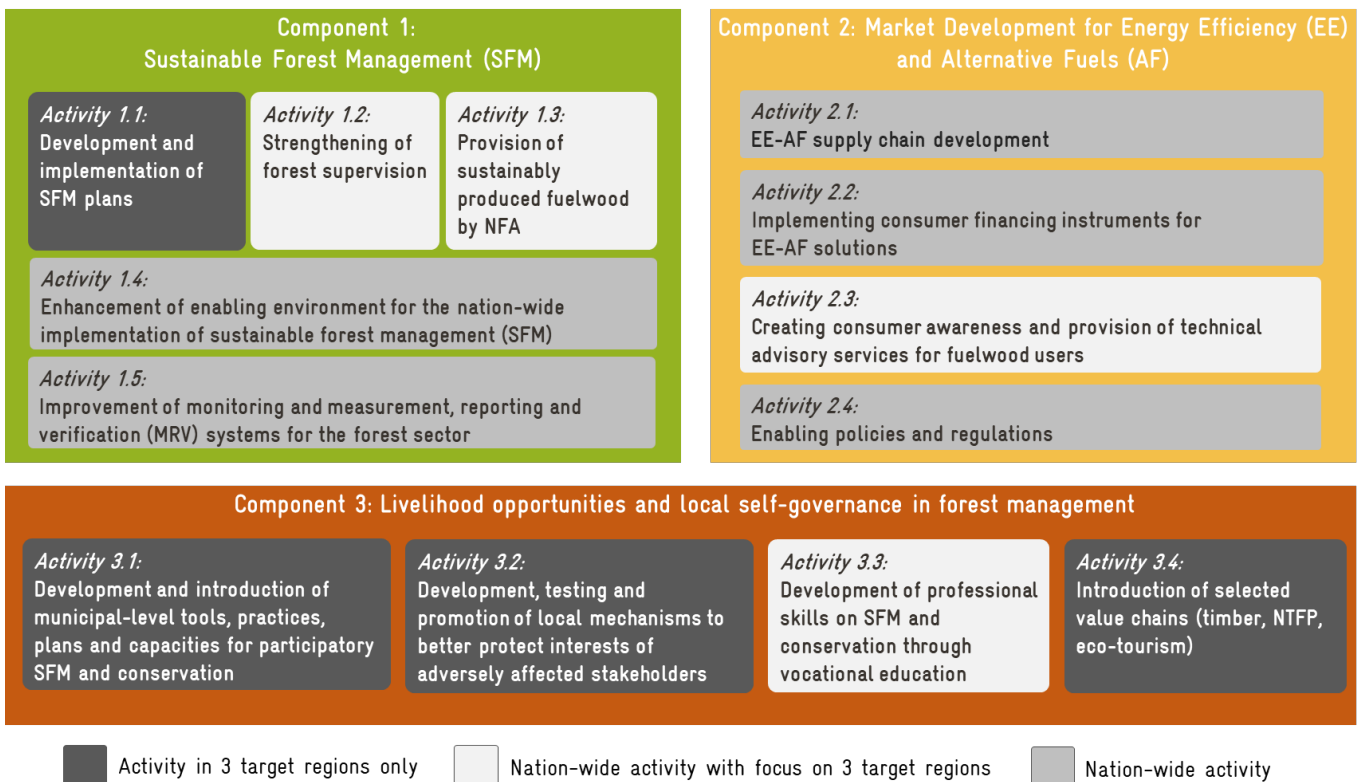 Component 1:
Sustainable Forest Management (SFM)
Activity 1.1:
Development and
implementation of
SFM plans
Activity 1.2:
Strengthening of
forest supervision
Activity 1.3:
Provision of
sustainably
produced fuelwood
by NFA
Activity 1.4:
Enhancement of enabling environment for the nation-wide
implementation of sustainable forest management (SFM)
Activity 1.5:
Improvement of monitoring and measurement, reporting and
verification (MRV) systems for the forest sector
Component 2: Market Development for Energy Efficiency (EE)
and Alternative Fuels (AF)
Activity 2.1:
EE-AF supply chain development
Activity 2.2:
Implementing consumer financing instruments for
EE-AF solutions
Activity 2.3:
Creating consumer awareness and provision of technical
advisory services for fuelwood users
Activity 2.4:
Enabling policies and regulations
Component 3: Livelihood opportunities and local self-governance in forest management
Activity 3.1:
Development and introduction of
municipal-level tools, practices,
plans and capacities for participatory
SFM and conservation
Activity 3.2:
Development, testing and
promotion of local mechanisms to
better protect interests of
adversely affected stakeholders
Activity 3.3:
Development of professional
skills on SFM and
conservation through
vocational education
Activity 3.4:
Introduction of selected
value chains (timber, NTFP,
eco-tourism)
Activity in 3 target regions only
Nation-wide activity with focus on 3 target regions
Nation-wide activity